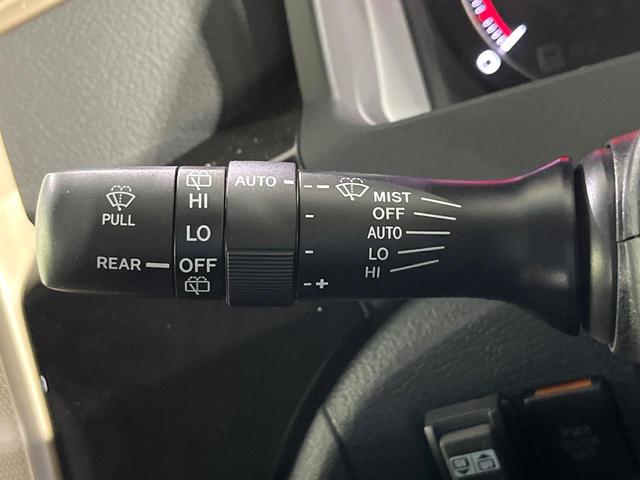 PULL
REAR
HI
LO
OFF
AUTO
MIST
OFF
AUTO
LO
HI
- +